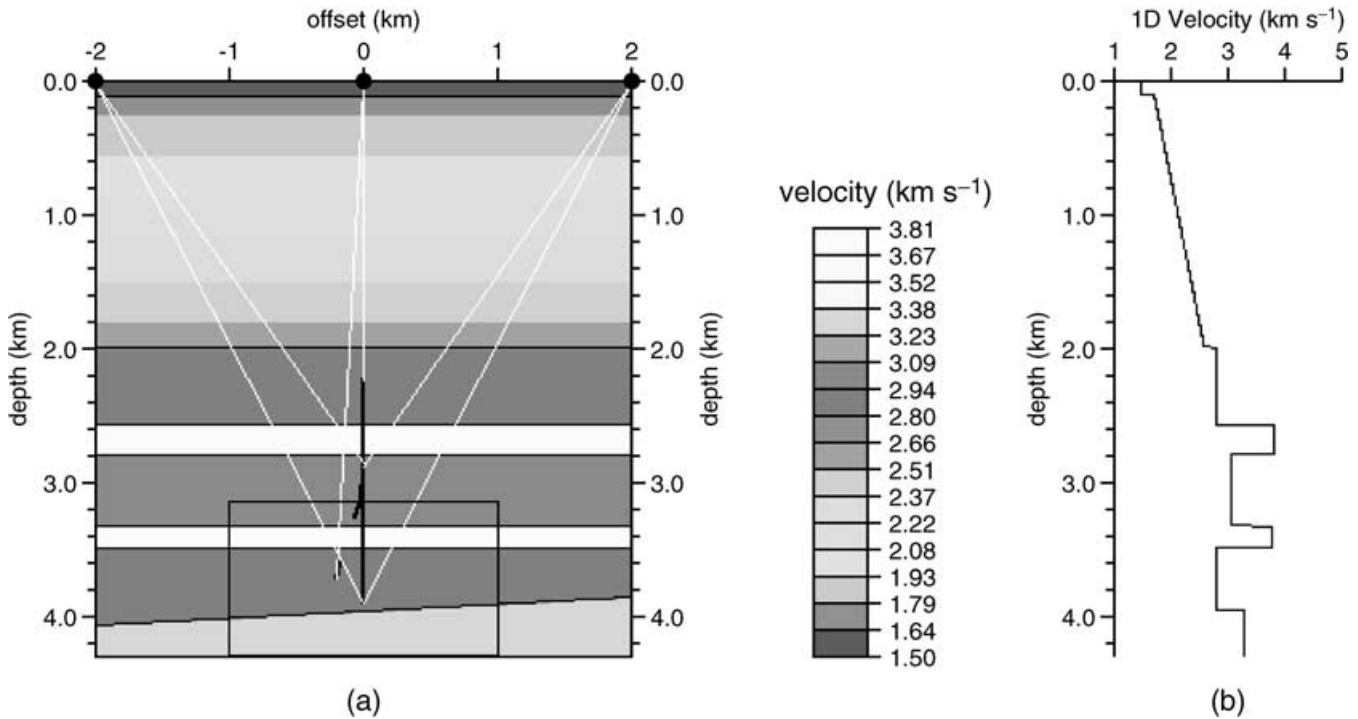 offset (km)
-2 -1 0 1 2
0.0 1.0 2.0 3.0 4.0
depth (km)
0.0 1.0 2.0 3.0 4.0
depth (km)
(a)
velocity (km s⁻¹)
3.81
3.67
3.52
3.38
3.23
3.09
2.94
2.80
2.66
2.51
2.37
2.22
2.08
1.93
1.79
1.64
1.50
1D Velocity (km s⁻¹)
1 2 3 4 5
0.0 1.0 2.0 3.0 4.0
depth (km)
(b)